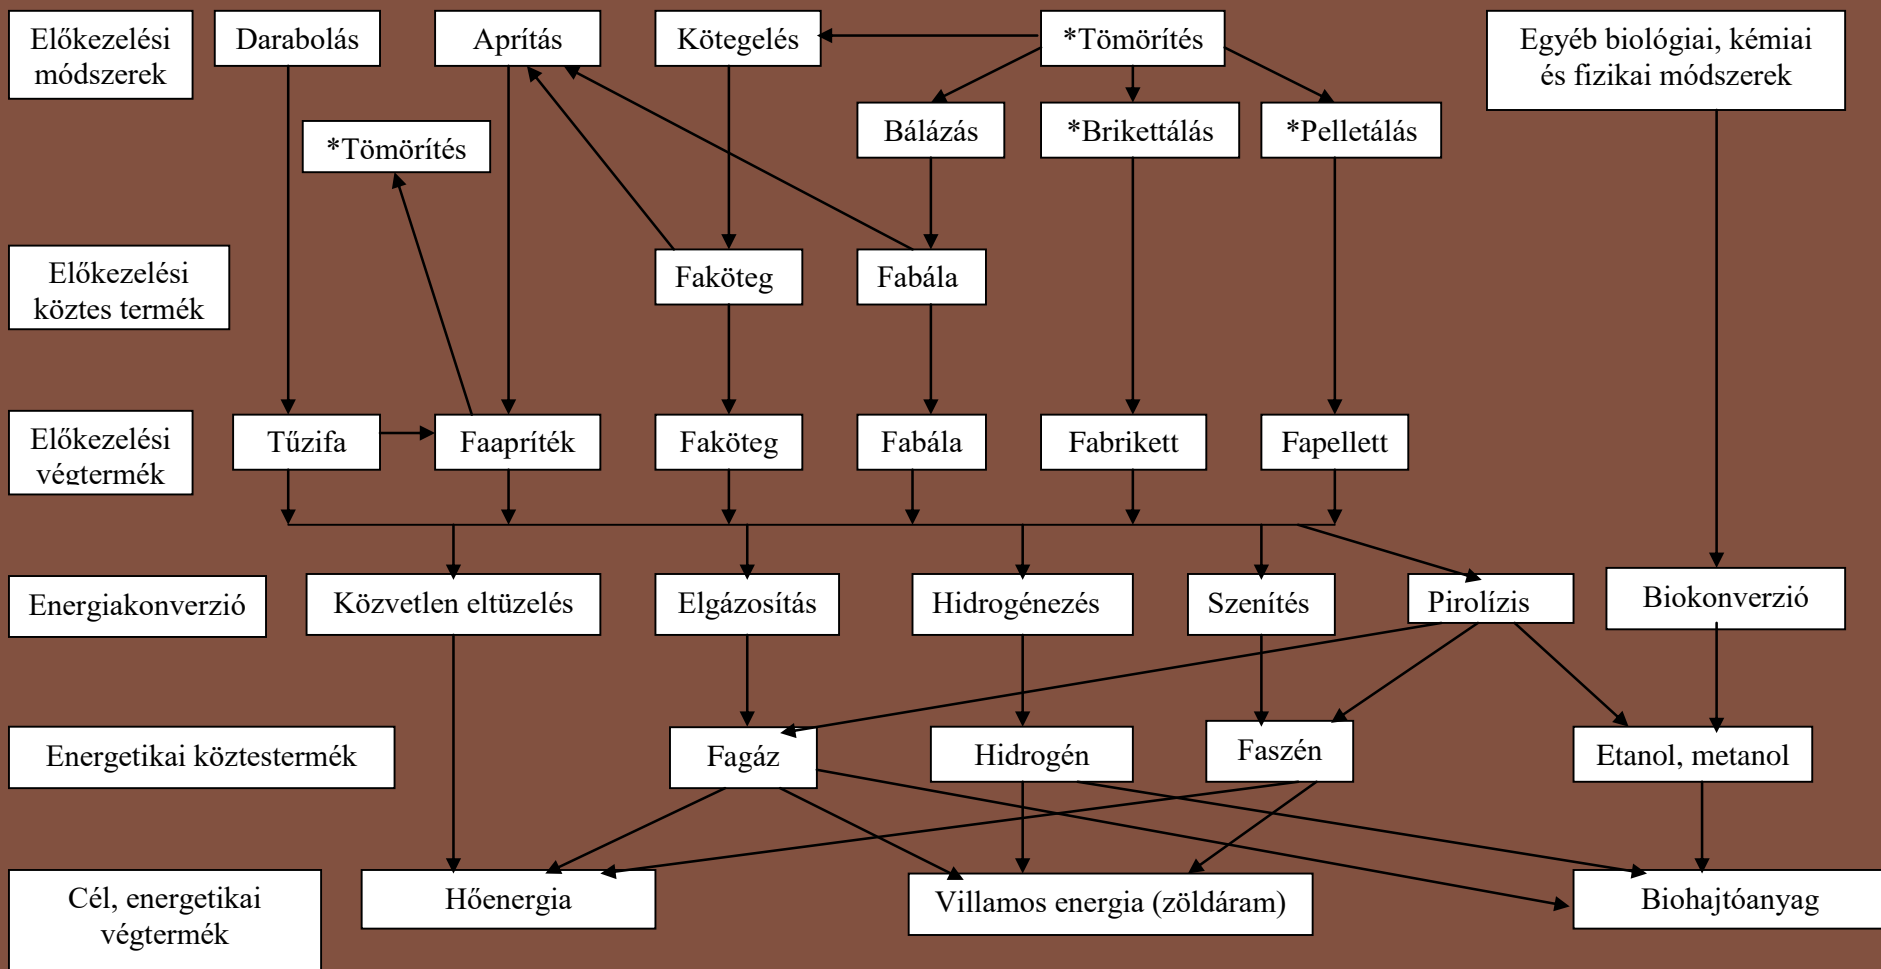 Előkezelési
módszerek
Darabolás
Aprítás
Kötegelés
*Tömörítés
Egyéb biológiai, kémiai
és fizikai módszerek
*Tömörítés
Bálázás
*Brikettálás
*Pelletálás
Előkezelési
köztes termék
Faköteg
Fabála
Előkezelési
végtermék
Tűzifa
Faapríték
Faköteg
Fabála
Fabrikett
Fapellett
Energiakonverzió
Közvetlen eltüzelés
Elgázosítás
Hidrogénezés
Szenítés
Pirolízis
Biokonverzió
Energetikai köztestermék
Fagáz
Hidrogén
Faszén
Etanol, metanol
Cél, energetikai
végtermék
Hőenergia
Villamos energia (zöldáram)
Biohajtóanyag